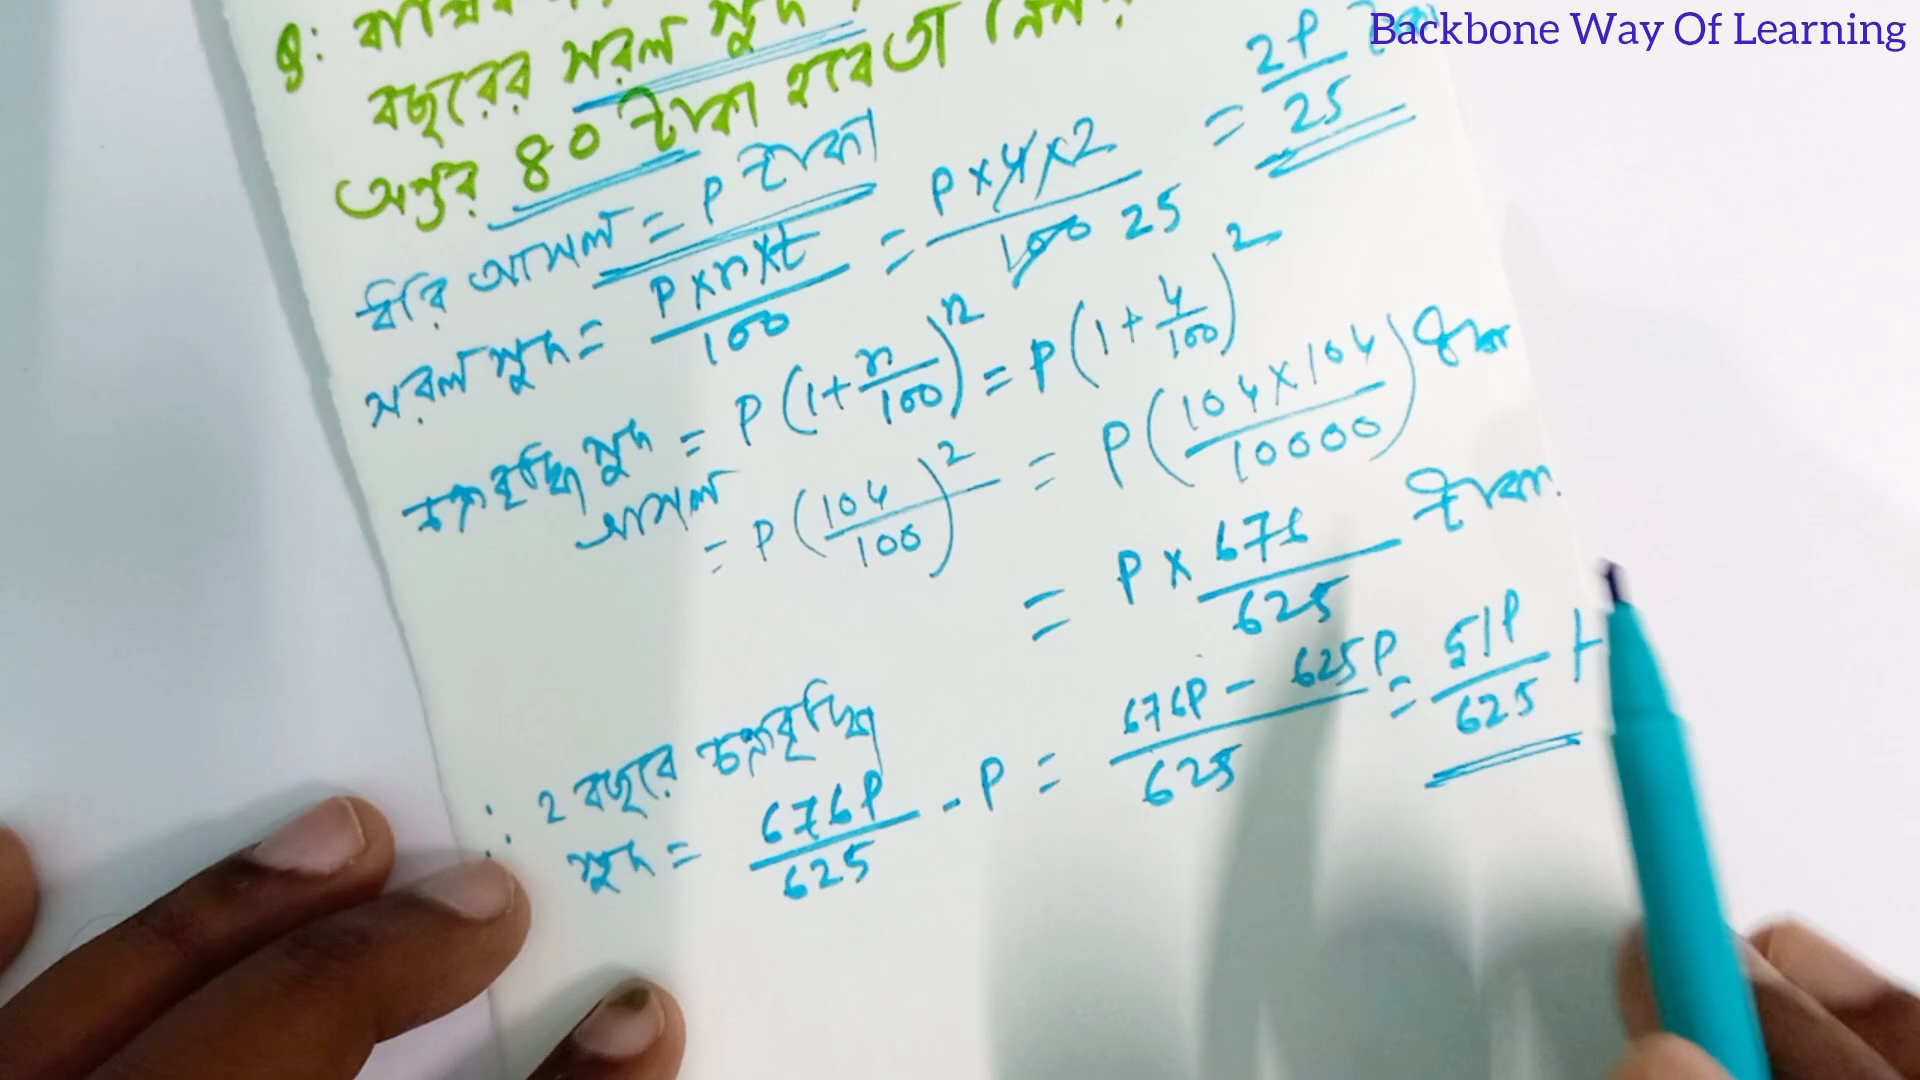 Backbone Way Of Learning
Q:
বছরের সরল সুদ
অন্তর 80 টাকা হবে তা
ধরি আসল = P টাকা
সরল সুদ = P×r×t/100 = P×4×2/100 25 = 2P/25
চক্রবৃদ্ধি সুদ আসল = P(1+r/100)^n = P(1+4/100)^2
= P(104/100)^2 = P(104×104/10000) টাকা
= P×676/625 টাকা.
∴ 2 বছরে চক্রবৃদ্ধি
সুদ = 676P/625 - P = 676P - 625P/625 = 51P/625